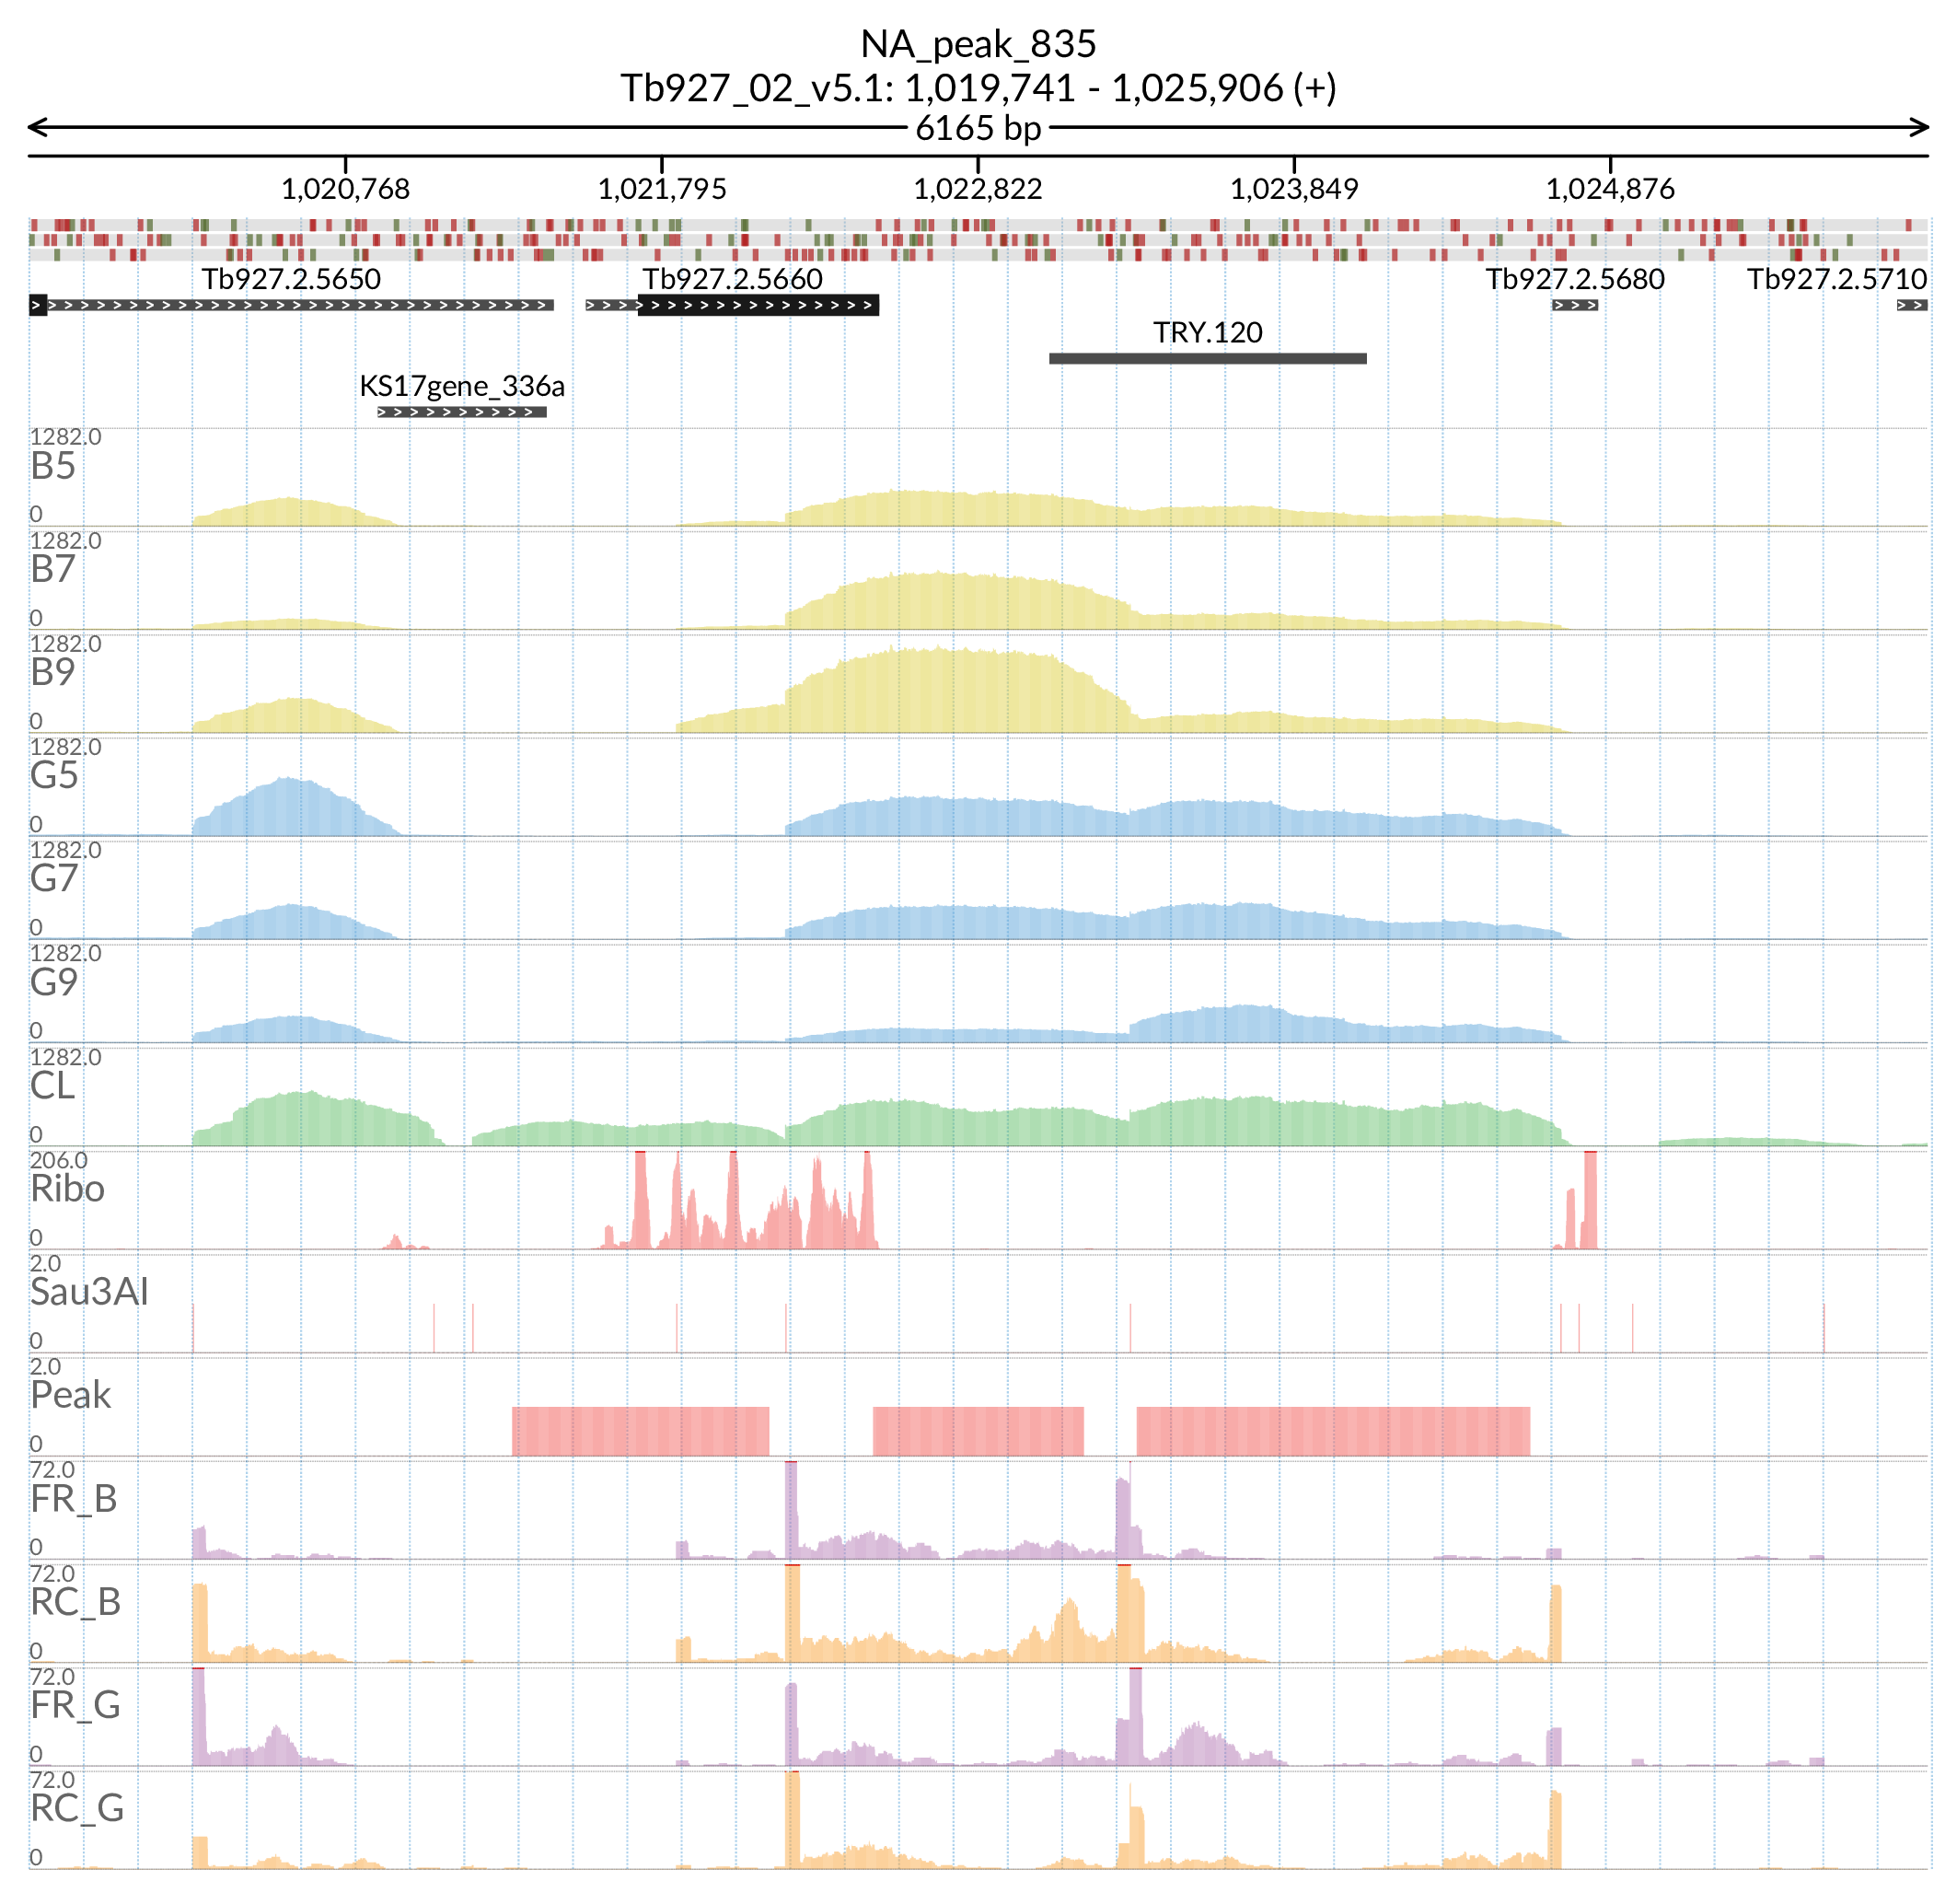 NA_peak_835
Tb927_02_v5.1: 1,019,741 - 1,025,906 (+)
6165 bp
1,020,768 1,021,795 1,022,822 1,023,849 1,024,876
Tb927.2.5650 Tb927.2.5660 Tb927.2.5680 Tb927.2.5710
TRY.120
KS17gene_336a
1282.0
B5
0
1282.0
B7
0
1282.0
B9
0
1282.0
G5
0
1282.0
G7
0
1282.0
G9
0
1282.0
CL
0
206.0
Ribo
0
2.0
Sau3AI
0
2.0
Peak
0
72.0
FR_B
0
72.0
RC_B
0
72.0
FR_G
0
72.0
RC_G
0